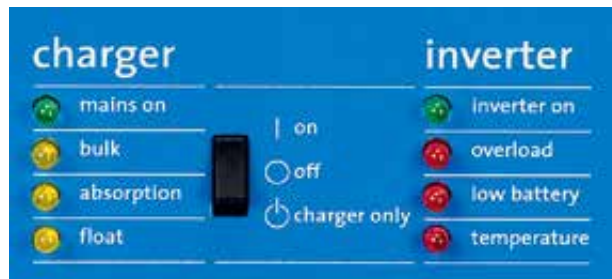 charger
mains on
bulk
absorption
float
| on
off
charger only
inverter
inverter on
overload
low battery
temperature